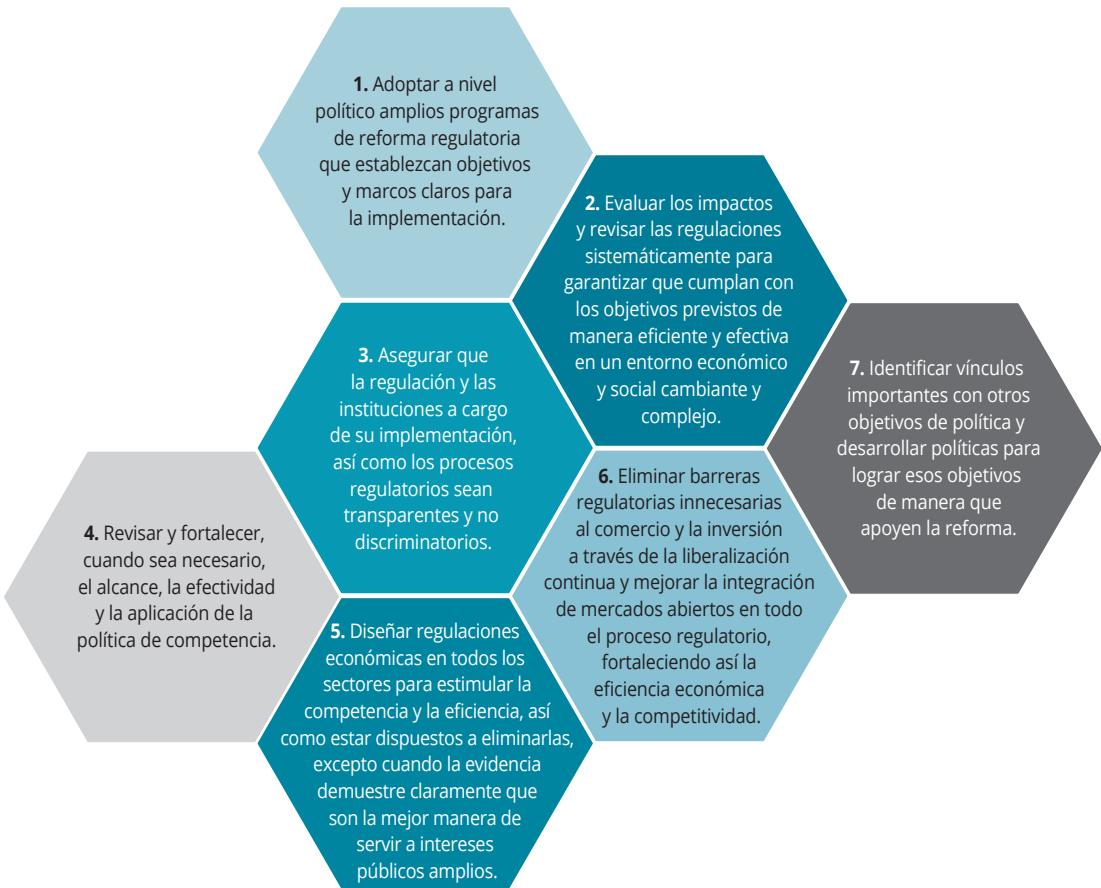 1. Adoptar a nivel
político amplios programas
de reforma regulatoria
que establezcan objetivos
y marcos claros para
la implementación.
2. Evaluar los impactos
y revisar las regulaciones
sistemáticamente para
garantizar que cumplan con
los objetivos previstos de
manera eficiente y efectiva
en un entorno económico
y social cambiante y
complejo.
3. Asegurar que
la regulación y las
instituciones a cargo
de su implementación,
así como los procesos
regulatorios sean
transparentes y no
discriminatorios.
4. Revisar y fortalecer,
cuando sea necesario,
el alcance, la efectividad
y la aplicación de la
política de competencia.
5. Diseñar regulaciones
económicas en todos los
sectores para estimular la
competencia y la eficiencia, así
como estar dispuestos a eliminarlas,
excepto cuando la evidencia
demuestre claramente que
son la mejor manera de
servir a intereses
públicos amplios.
6. Eliminar barreras
regulatorias innecesarias
al comercio y la inversión
a través de la liberalización
continua y mejorar la integración
de mercados abiertos en todo
el proceso regulatorio,
fortaleciendo así la
eficiencia económica
y la competitividad.
7. Identificar vínculos
importantes con otros
objetivos de política y
desarrollar políticas para
lograr esos objetivos
de manera que
apoyen la reforma.